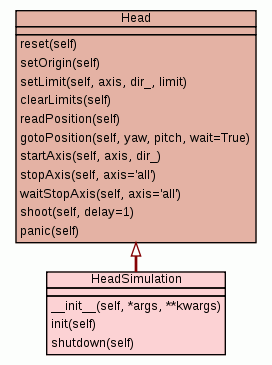 Head
reset(self)
setOrigin(self)
setLimit(self, axis, dir_, limit)
clearLimits(self)
readPosition(self)
gotoPosition(self, yaw, pitch, wait=True)
startAxis(self, axis, dir_)
stopAxis(self, axis='all')
waitStopAxis(self, axis='all')
shoot(self, delay=1)
panic(self)
HeadSimulation
__init__(self, *args, **kwargs)
init(self)
shutdown(self)